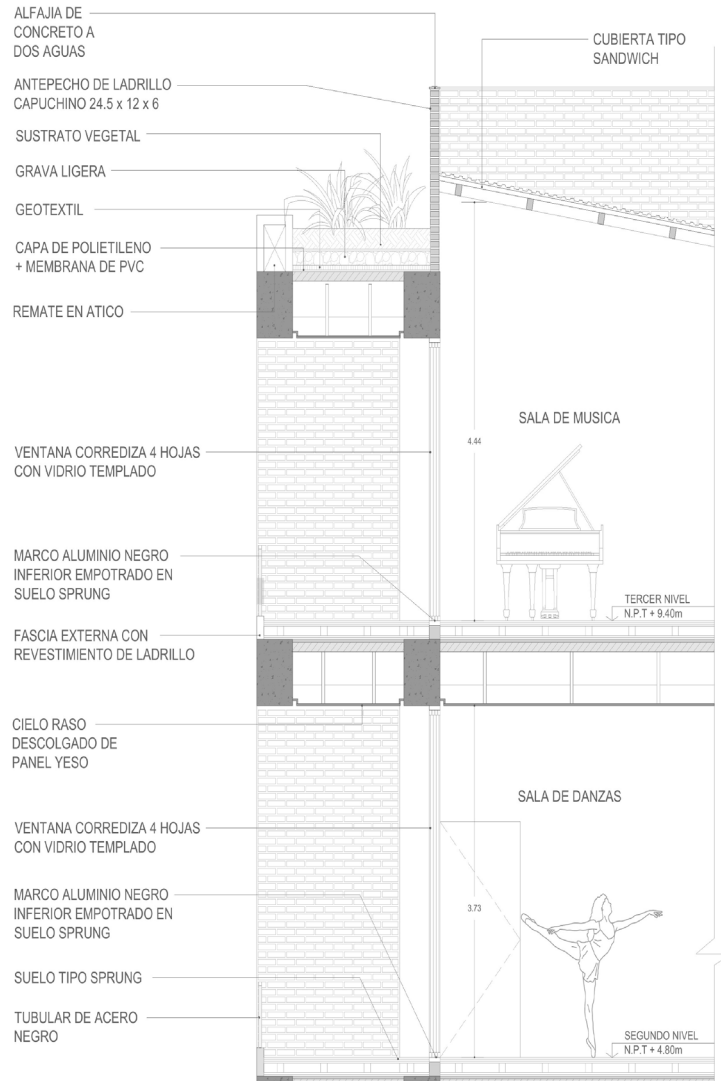 ALFAJIA DE
CONCRETO A
DOS AGUAS
CUBIERTA TIPO
SANDWICH
ANTEPECHO DE LADRILLO
CAPUCHINO 24.5 x 12 x 6
SUSTRATO VEGETAL
GRAVA LIGERA
GEOTEXTIL
CAPA DE POLIETILENO
+ MEMBRANA DE PVC
REMATE EN ATICO
SALA DE MUSICA
4.44
VENTANA CORREDIZA 4 HOJAS
CON VIDRIO TEMPLADO
MARCO ALUMINIO NEGRO
INFERIOR EMPOTRADO EN
SUELO SPRUNG
TERCER NIVEL
N.P.T + 9.40m
FASCIA EXTERNA CON
REVESTIMIENTO DE LADRILLO
CIELO RASO
DESCOLGADO DE
PANEL YESO
SALA DE DANZAS
VENTANA CORREDIZA 4 HOJAS
CON VIDRIO TEMPLADO
MARCO ALUMINIO NEGRO
INFERIOR EMPOTRADO EN
SUELO SPRUNG
3.73
SUELO TIPO SPRUNG
TUBULAR DE ACERO
NEGRO
SEGUNDO NIVEL
N.P.T + 4.80m